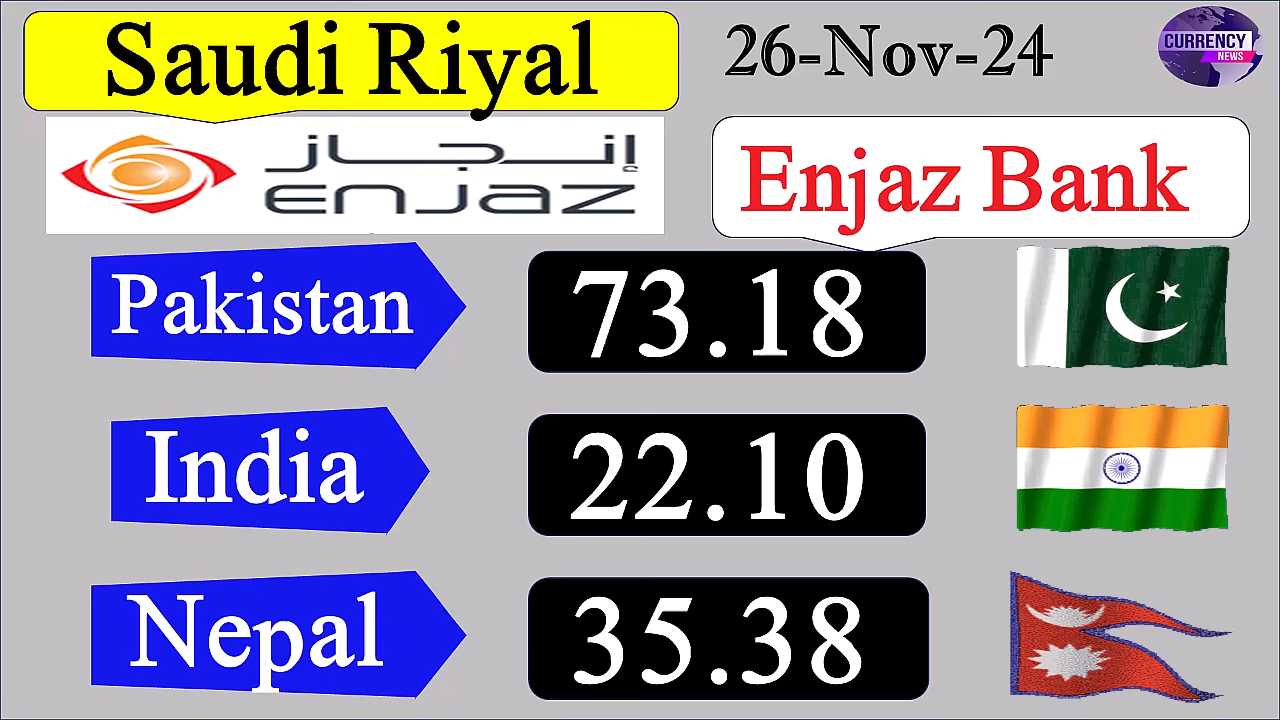 Saudi Riyal
26-Nov-24
CURRENCY
NEWS
إنجاز
enjaz
Enjaz Bank
Pakistan
73.18
India
22.10
Nepal
35.38